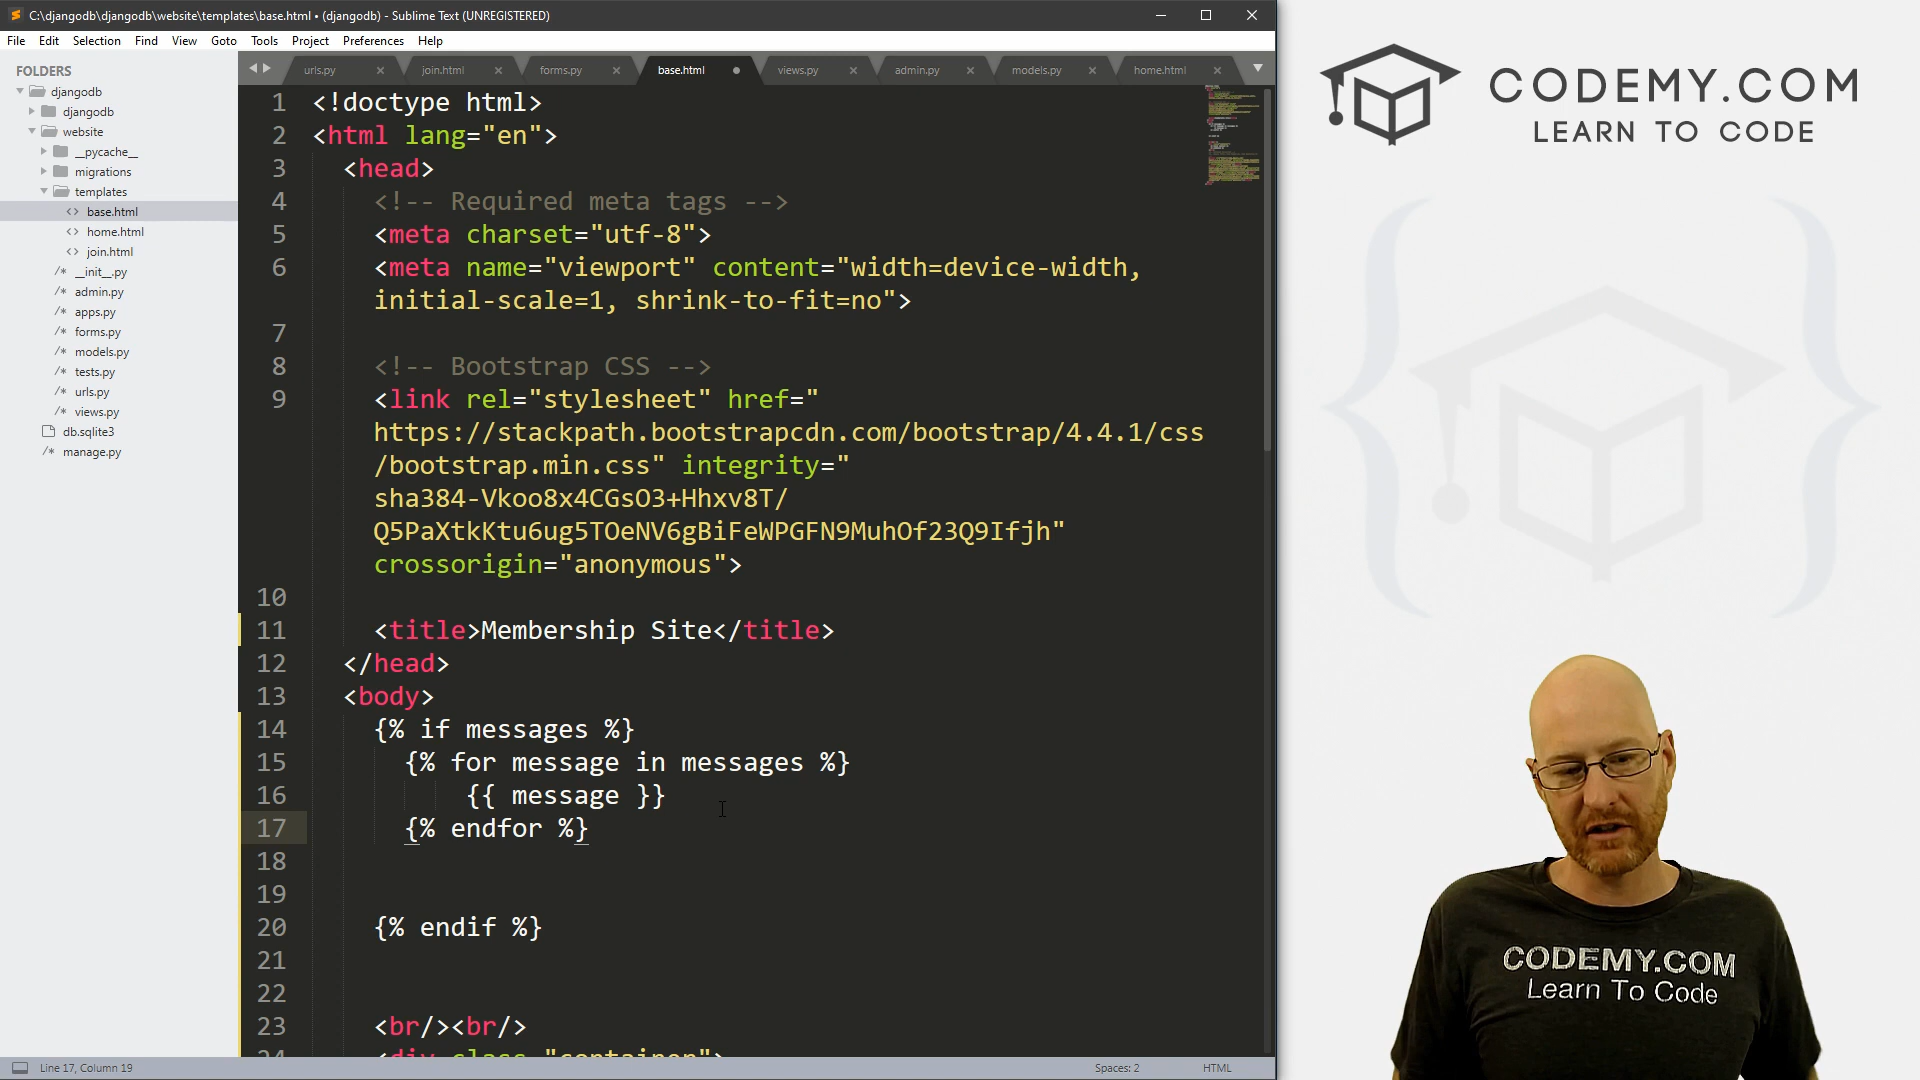 C:\djangodb\djangodb\website\templates\base.html • (djangodb) - Sublime Text (UNREGISTERED)
File Edit Selection Find View Goto Tools Project Preferences Help
FOLDERS
djangodb
djangodb
website
__pycache__
migrations
templates
base.html
home.html
join.html
__init__.py
admin.py
apps.py
forms.py
models.py
tests.py
urls.py
views.py
db.sqlite3
manage.py
urls.py join.html forms.py base.html views.py admin.py models.py home.html
1 <!doctype html>
2 <html lang="en">
3 <head>
4 <!-- Required meta tags -->
5 <meta charset="utf-8">
6 <meta name="viewport" content="width=device-width,
initial-scale=1, shrink-to-fit=no">
7
8 <!-- Bootstrap CSS -->
9 <link rel="stylesheet" href="
https://stackpath.bootstrapcdn.com/bootstrap/4.4.1/css
/bootstrap.min.css" integrity="
sha384-Vkoo8x4CGsO3+Hhxv8T/
Q5PaXtkKtu6ug5TOeNV6gBiFeWPGFN9MuhOf23Q9Ifjh"
crossorigin="anonymous">
10
11 <title>Membership Site</title>
12 </head>
13 <body>
14 {% if messages %}
15 {% for message in messages %}
16 {{ message }}
17 {% endfor %}
18
19
20 {% endif %}
21
22
23 <br/><br/>
24 <div class="container">
Line 17, Column 19
Spaces: 2
HTML
CODEMY.COM
LEARN TO CODE
CODEMY.COM
Learn To Code